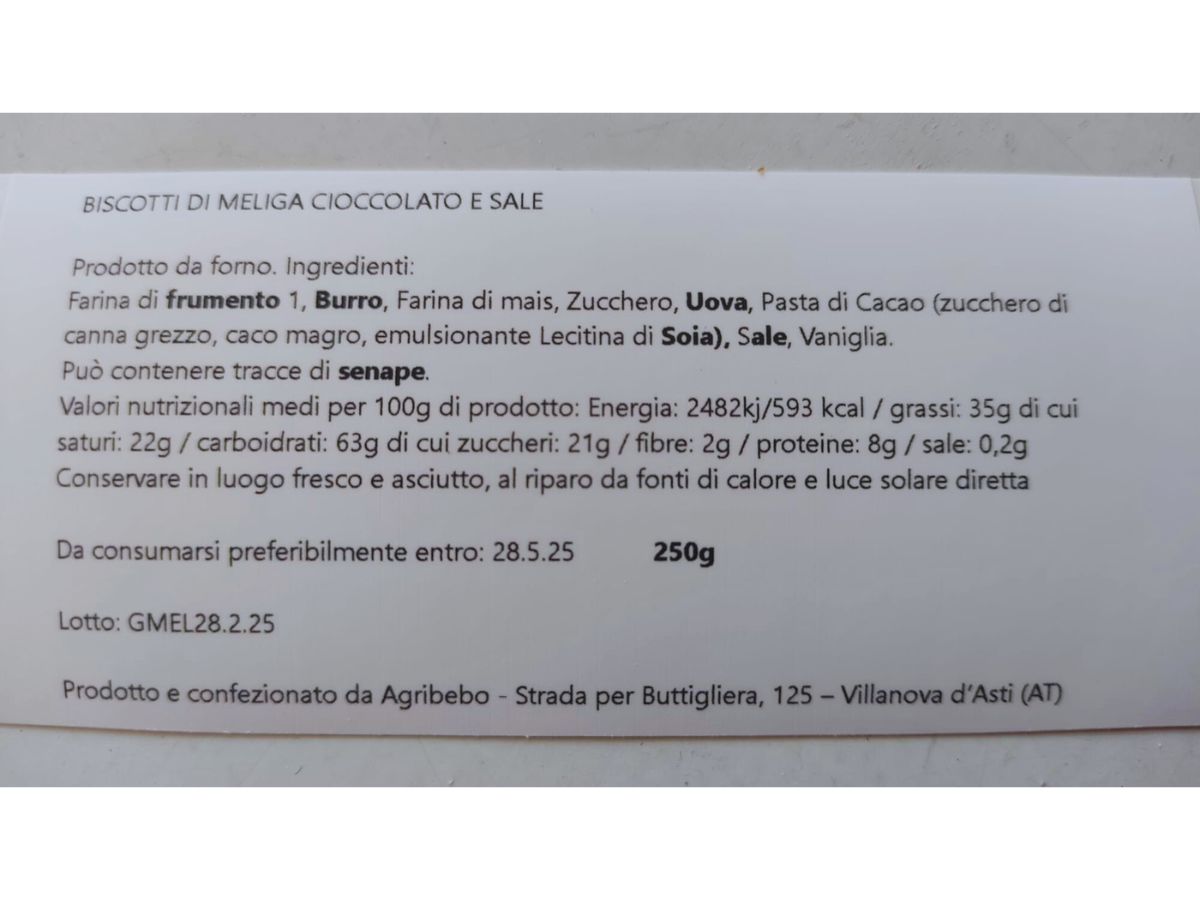 BISCOTTI DI MELIGA CIOCCOLATO E SALE
Prodotto da forno. Ingredienti:
Farina di frumento 1, Burro, Farina di mais, Zucchero, Uova, Pasta di Cacao (zucchero di
canna grezzo, caco magro, emulsionante Lecitina di Soia), Sale, Vaniglia.
Può contenere tracce di senape.
Valori nutrizionali medi per 100g di prodotto: Energia: 2482kj/593 kcal / grassi: 35g di cui
saturi: 22g / carboidrati: 63g di cui zuccheri: 21g / fibre: 2g / proteine: 8g / sale: 0,2g
Conservare in luogo fresco e asciutto, al riparo da fonti di calore e luce solare diretta
Da consumarsi preferibilmente entro: 28.5.25 250g
Lotto: GMEL28.2.25
Prodotto e confezionato da Agribebo - Strada per Buttigliera, 125 – Villanova d'Asti (AT)